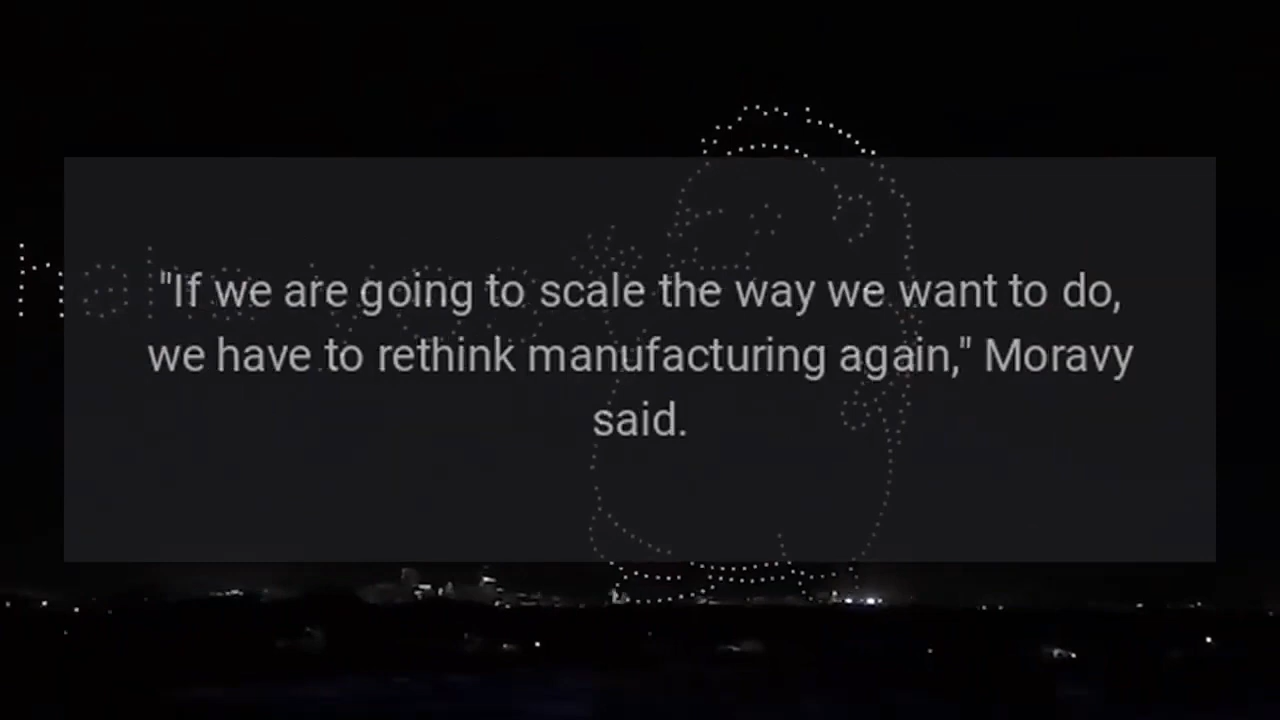 "If we are going to scale the way we want to do,
we have to rethink manufacturing again," Moravy
said.